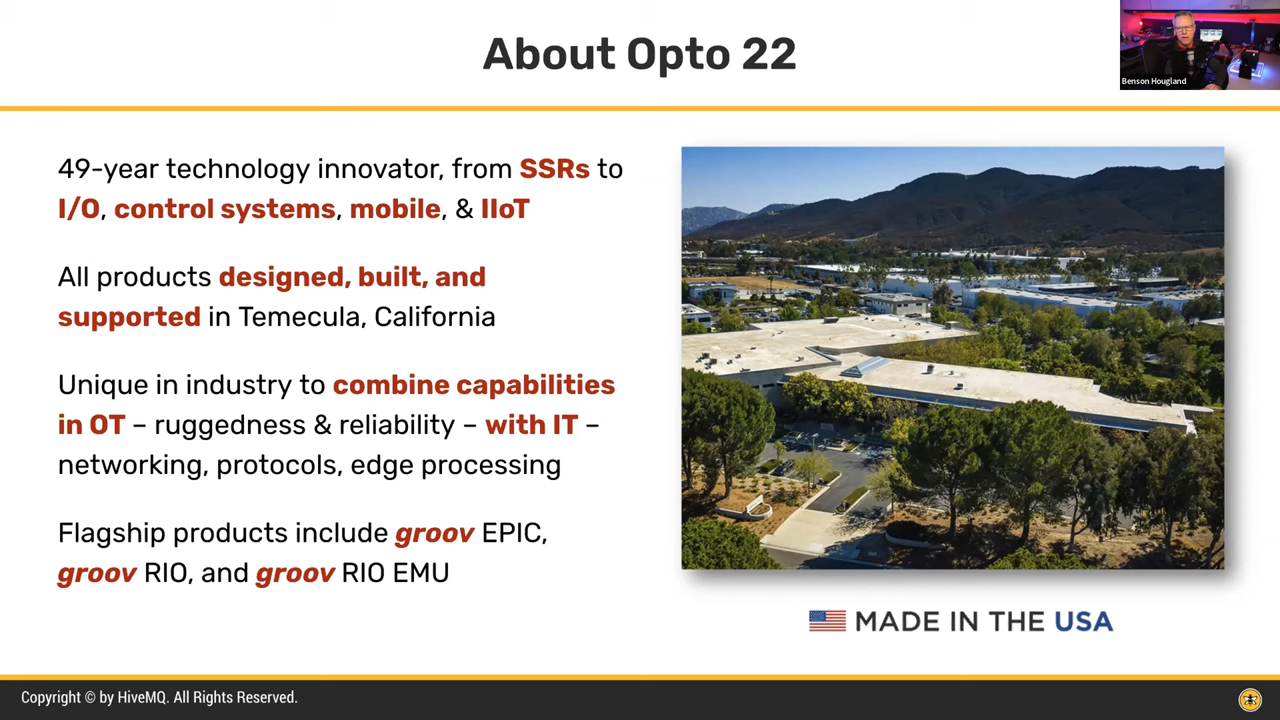 About Opto 22
Benson Hougland
49-year technology innovator, from SSRs to
I/O, control systems, mobile, & IIoT
All products designed, built, and
supported in Temecula, California
Unique in industry to combine capabilities
in OT – ruggedness & reliability – with IT –
networking, protocols, edge processing
Flagship products include groov EPIC,
groov RIO, and groov RIO EMU
MADE IN THE USA
Copyright © by HiveMQ. All Rights Reserved.